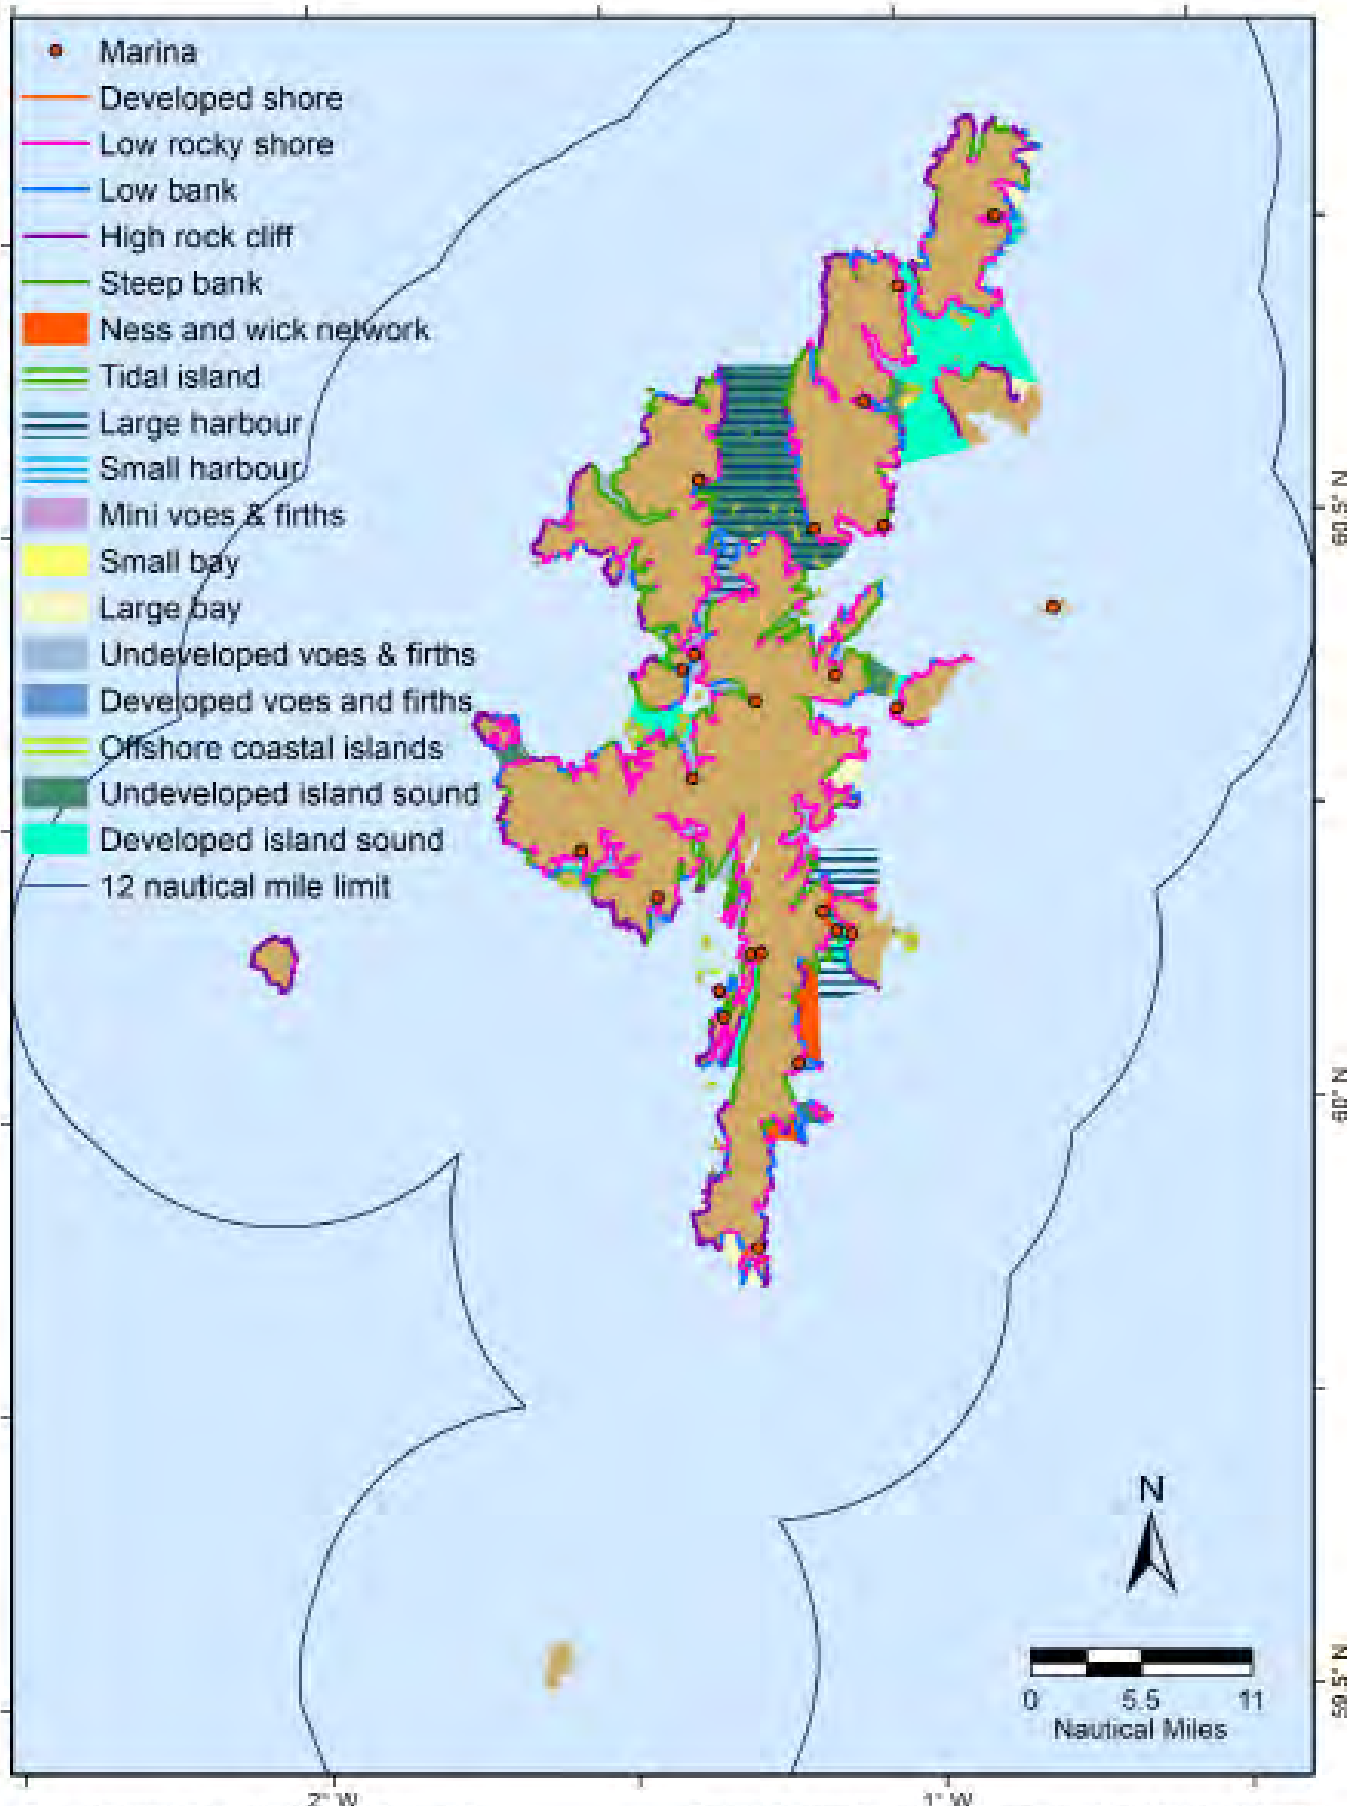 Marina
Developed shore
Low rocky shore
Low bank
High rock cliff
Steep bank
Ness and wick network
Tidal island
Large harbour
Small harbour
Mini voes & firths
Small bay
Large bay
Undeveloped voes & firths
Developed voes and firths
Offshore coastal islands
Undeveloped island sound
Developed island sound
12 nautical mile limit
60.5° N
60° N
59.5° N
N
0 5.5 11
Nautical Miles
2° W
1° W